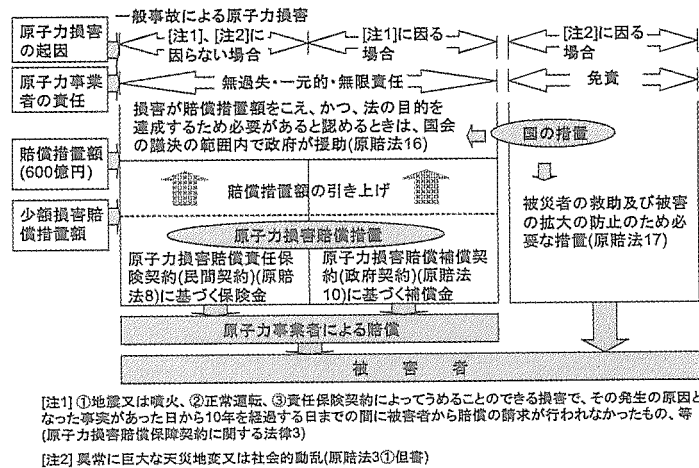 一般事故による原子力損害
原子力損害
の起因
[注1]、[注2]に
因らない場合
[注1]に因る
場合
[注2]に因る
場合
原子力事業
者の責任
無過失・一元的・無限責任
免責
損害が賠償措置額をこえ、かつ、法の目的を
達成するため必要があると認めるときは、国会
の議決の範囲内で政府が援助(原賠法16)
国の措置
賠償措置額
(600億円)
賠償措置額の引き上げ
被災者の救助及び被害
の拡大の防止のため必
要な措置(原賠法17)
少額損害賠
償措置額
原子力損害賠償措置
原子力損害賠償責任保
険契約(民間契約)(原賠
法8)に基づく保険金
原子力損害賠償補償契
約(政府契約)(原賠法
10)に基づく補償金
原子力事業者による賠償
被害者
[注1] ①地震又は噴火、②正常運転、③責任保険契約によってうめることのできる損害で、その発生の原因と
なった事実があった日から10年を経過する日までの間に被害者から賠償の請求が行われなかったもの、等
(原子力損害賠償保障契約に関する法律3)
[注2] 異常に巨大な天災地変又は社会的動乱(原賠法3①但書)